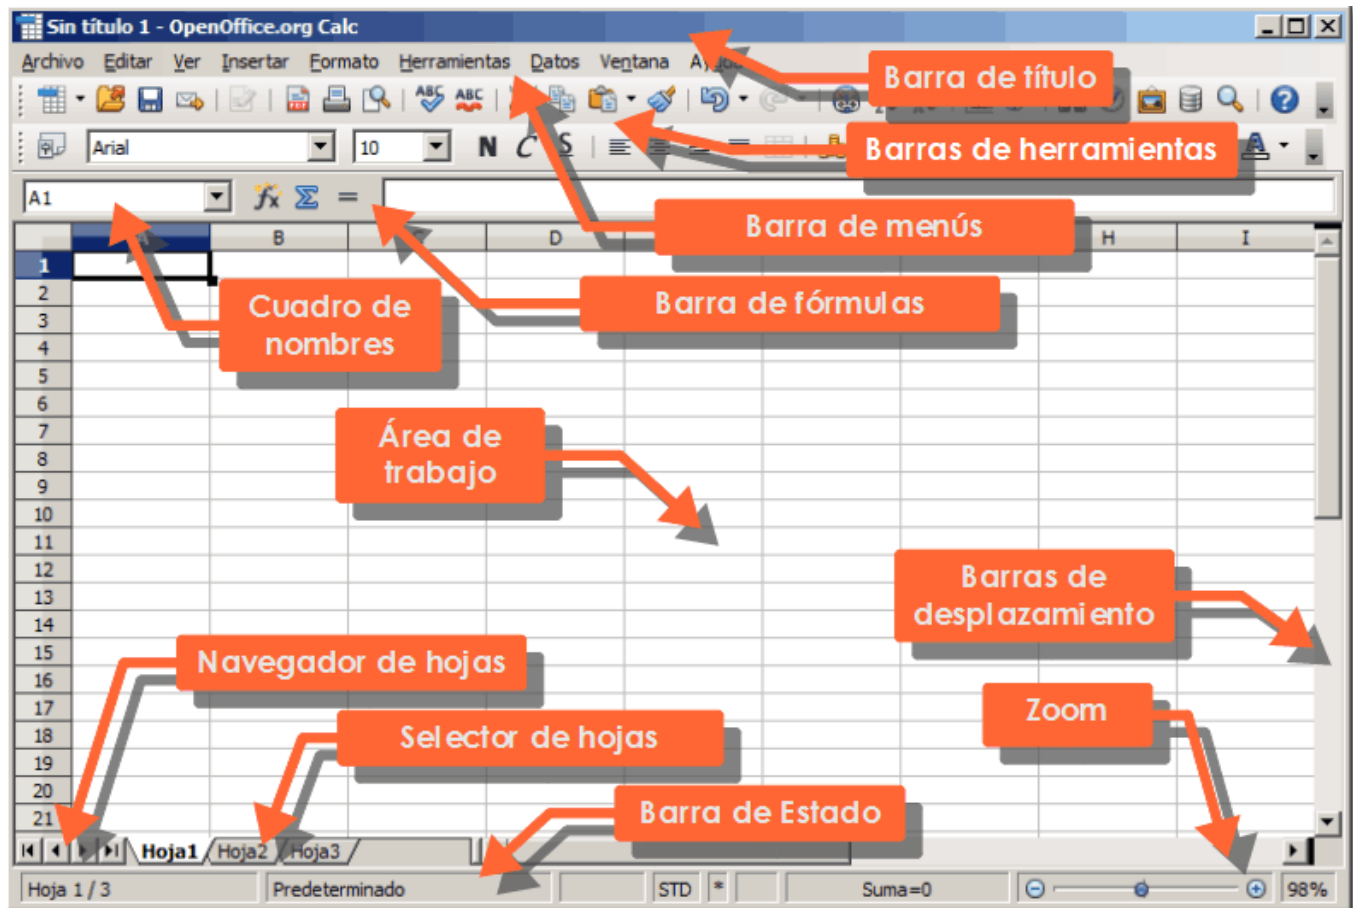 Sin título 1 - OpenOffice.org Calc
Archivo Editar Ver Insertar Formato Herramientas Datos Ventana
Barra de título
ABC ABC
Arial 10 N C S
Barras de herramientas
A
A1 fx Σ =
Barra de menús
B D H I
1
2
Cuadro de
nombres
Barra de fórmulas
3
4
5
6
7
Área de
trabajo
8
9
10
11
12
Barras de
desplazamiento
13
14
15
Navegador de hojas
16
17
Zoom
18
Selector de hojas
19
20
21
Barra de Estado
Hoja1 Hoja2 Hoja3
Hoja 1 / 3 Predeterminado STD * Suma=0 98%